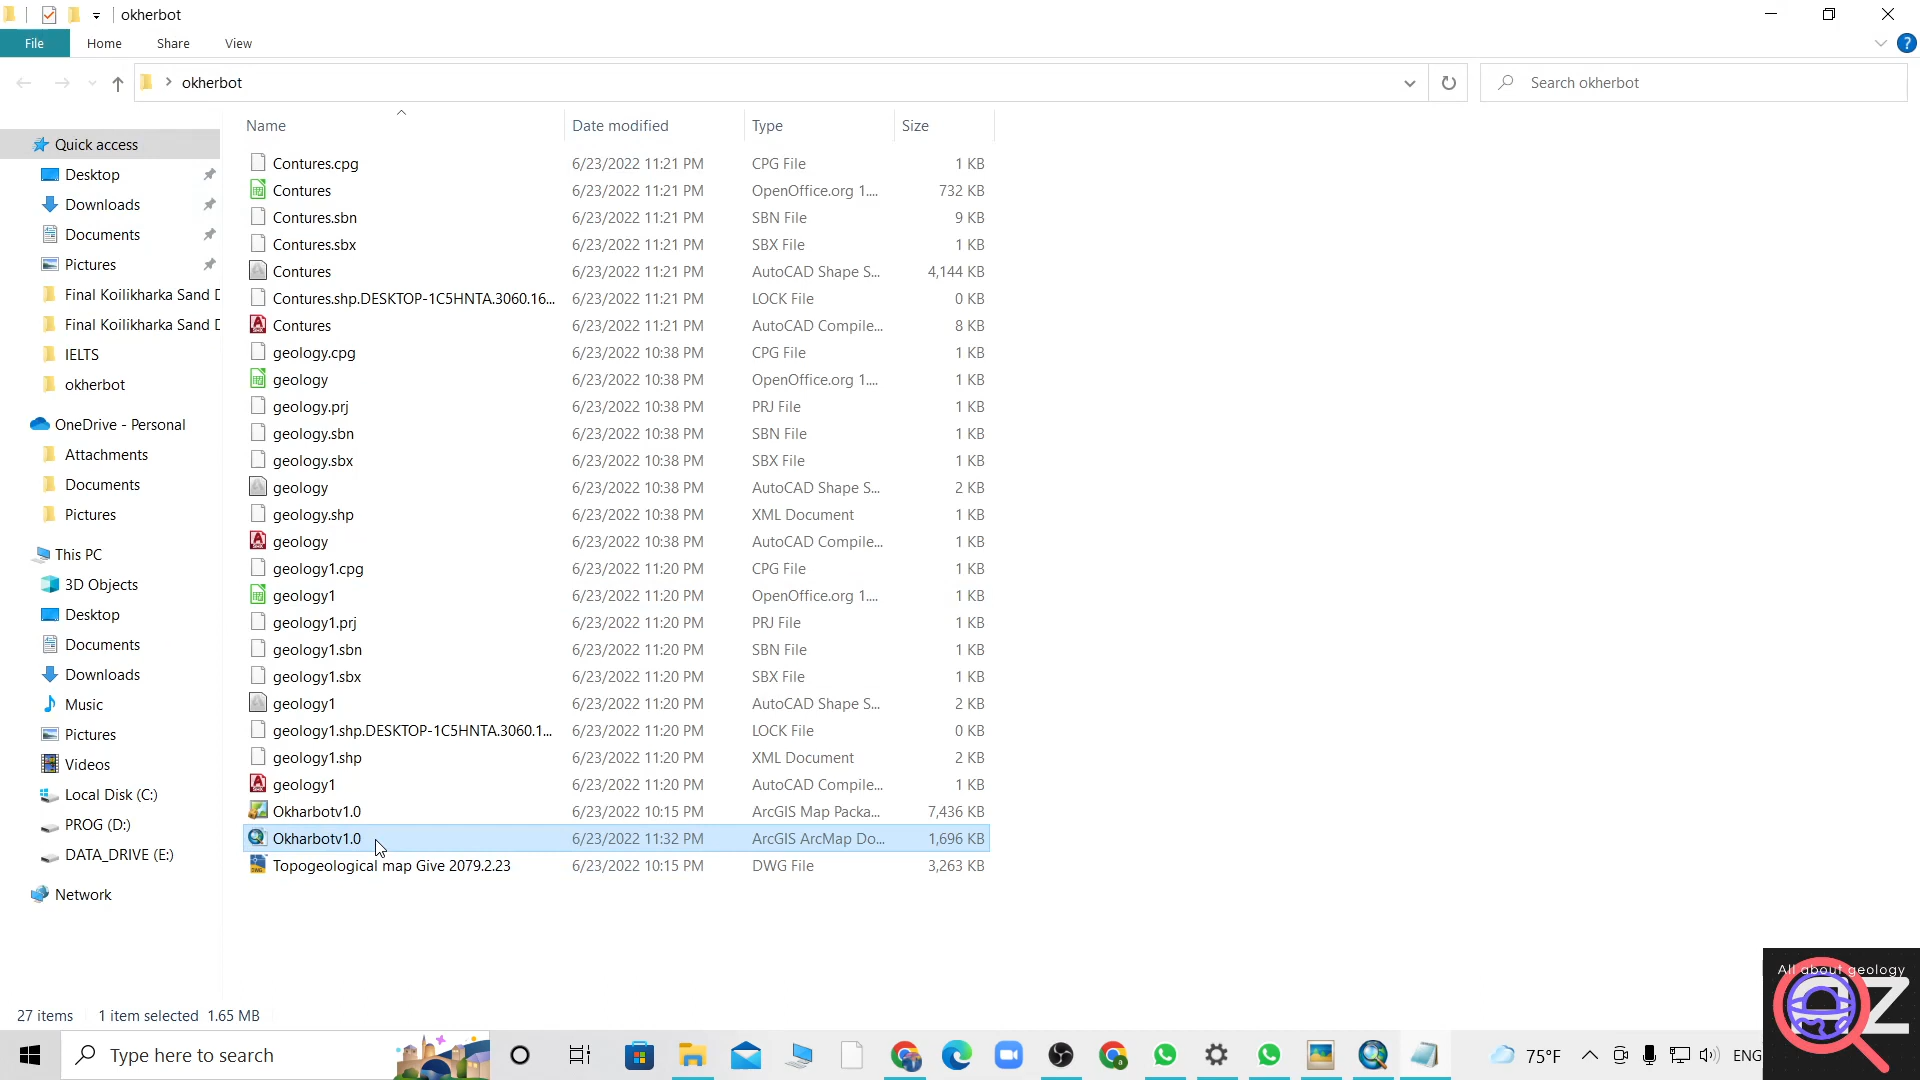 okherbot
File Home Share View
okherbot
Search okherbot
Name Date modified Type Size
Quick access
Desktop
Downloads
Documents
Pictures
Final Koilikharka Sand D
Final Koilikharka Sand D
IELTS
okherbot
OneDrive - Personal
Attachments
Documents
Pictures
This PC
3D Objects
Desktop
Documents
Downloads
Music
Pictures
Videos
Local Disk (C:)
PROG (D:)
DATA_DRIVE (E:)
Network
Contures.cpg 6/23/2022 11:21 PM CPG File 1 KB
Contures 6/23/2022 11:21 PM OpenOffice.org 1.... 732 KB
Contures.sbn 6/23/2022 11:21 PM SBN File 9 KB
Contures.sbx 6/23/2022 11:21 PM SBX File 1 KB
Contures 6/23/2022 11:21 PM AutoCAD Shape S... 4,144 KB
Contures.shp.DESKTOP-1C5HNTA.3060.16... 6/23/2022 11:21 PM LOCK File 0 KB
Contures 6/23/2022 11:21 PM AutoCAD Compile... 8 KB
geology.cpg 6/23/2022 10:38 PM CPG File 1 KB
geology 6/23/2022 10:38 PM OpenOffice.org 1.... 1 KB
geology.prj 6/23/2022 10:38 PM PRJ File 1 KB
geology.sbn 6/23/2022 10:38 PM SBN File 1 KB
geology.sbx 6/23/2022 10:38 PM SBX File 1 KB
geology 6/23/2022 10:38 PM AutoCAD Shape S... 2 KB
geology.shp 6/23/2022 10:38 PM XML Document 1 KB
geology 6/23/2022 10:38 PM AutoCAD Compile... 1 KB
geology1.cpg 6/23/2022 11:20 PM CPG File 1 KB
geology1 6/23/2022 11:20 PM OpenOffice.org 1.... 1 KB
geology1.prj 6/23/2022 11:20 PM PRJ File 1 KB
geology1.sbn 6/23/2022 11:20 PM SBN File 1 KB
geology1.sbx 6/23/2022 11:20 PM SBX File 1 KB
geology1 6/23/2022 11:20 PM AutoCAD Shape S... 2 KB
geology1.shp.DESKTOP-1C5HNTA.3060.1... 6/23/2022 11:20 PM LOCK File 0 KB
geology1.shp 6/23/2022 11:20 PM XML Document 2 KB
geology1 6/23/2022 11:20 PM AutoCAD Compile... 1 KB
Okharbotv1.0 6/23/2022 10:15 PM ArcGIS Map Packa... 7,436 KB
Okharbotv1.0 6/23/2022 11:32 PM ArcGIS ArcMap Do... 1,696 KB
Topogeological map Give 2079.2.23 6/23/2022 10:15 PM DWG File 3,263 KB
27 items 1 item selected 1.65 MB
All about geology
az
Type here to search
75°F ENG